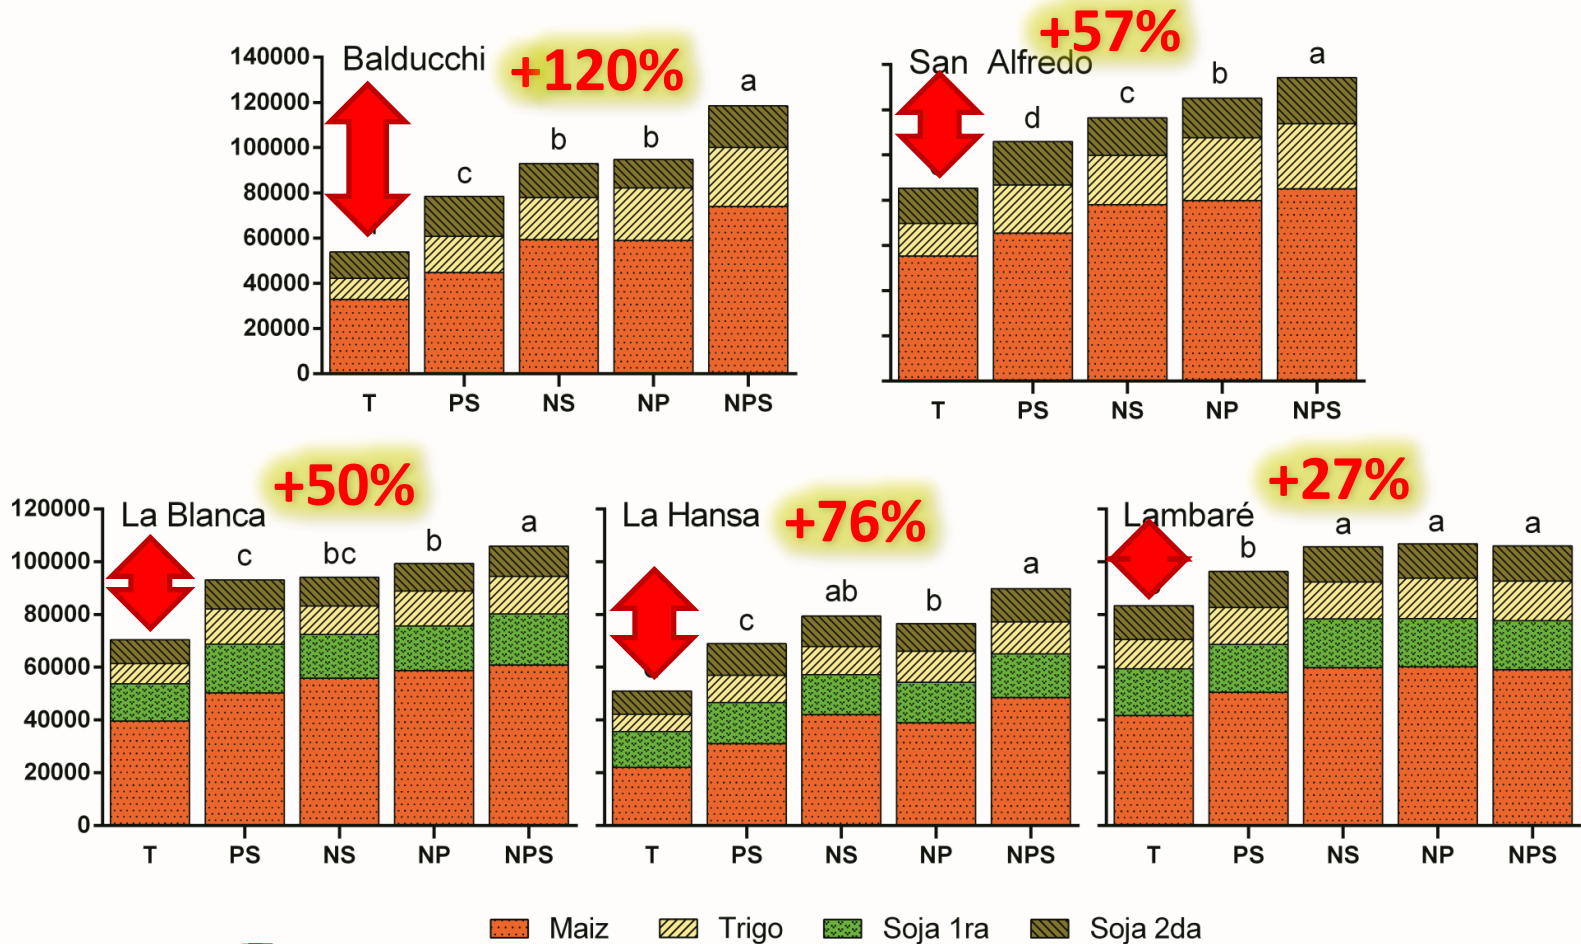 Balducchi +120%
140000
120000
100000
80000
60000
40000
20000
0
c
b
b
a
T PS NS NP NPS
San Alfredo +57%
d
c
b
a
T PS NS NP NPS
La Blanca +50%
120000
100000
80000
60000
40000
20000
0
c
bc
b
a
T PS NS NP NPS
La Hansa +76%
c
ab
b
a
T PS NS NP NPS
Lambaré +27%
b
a
a
a
T PS NS NP NPS
Maiz Trigo Soja 1ra Soja 2da